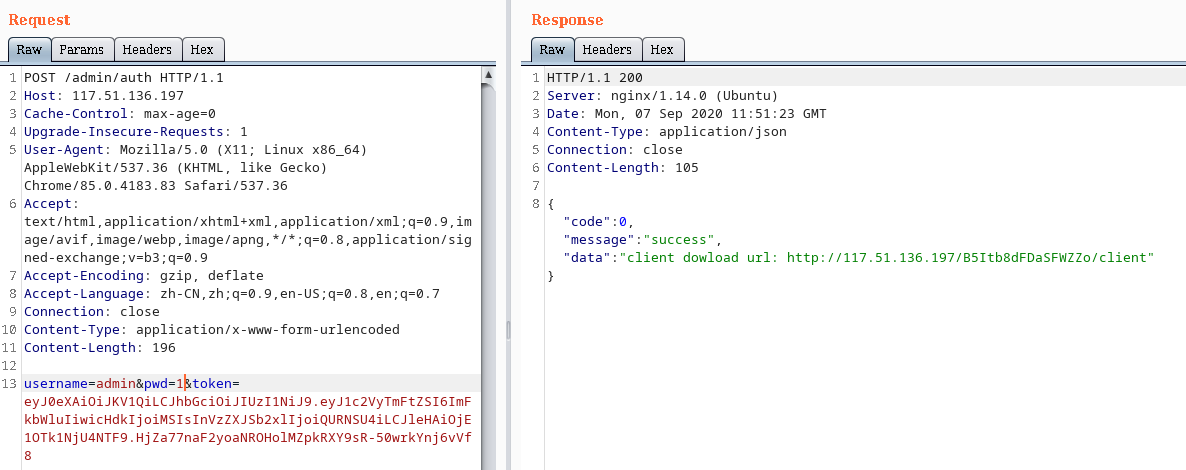 Request
Raw Params Headers Hex
1 POST /admin/auth HTTP/1.1
2 Host: 117.51.136.197
3 Cache-Control: max-age=0
4 Upgrade-Insecure-Requests: 1
5 User-Agent: Mozilla/5.0 (X11; Linux x86_64)
AppleWebKit/537.36 (KHTML, like Gecko)
Chrome/85.0.4183.83 Safari/537.36
6 Accept:
text/html,application/xhtml+xml,application/xml;q=0.9,im
age/avif,image/webp,image/apng,*/*;q=0.8,application/sig
ned-exchange;v=b3;q=0.9
7 Accept-Encoding: gzip, deflate
8 Accept-Language: zh-CN,zh;q=0.9,en-US;q=0.8,en;q=0.7
9 Connection: close
10 Content-Type: application/x-www-form-urlencoded
11 Content-Length: 196
12
13 username=admin&pwd=1&token=
eyJ0eXAiOiJKV1QiLCJhbGciOiJIUzI1NiJ9.eyJ1c2VyTmFtZSI6ImF
kbWluIiwicHdkIjoiMSIsInVzZXJSb2xlIjoiQURNSU4iLCJleHAiOjE
1OTk1NjU4NTF9.HjZa77naF2yoaNROHolMZpkRXY9sR-50wrkYnj6vVf
8
Response
Raw Headers Hex
1 HTTP/1.1 200
2 Server: nginx/1.14.0 (Ubuntu)
3 Date: Mon, 07 Sep 2020 11:51:23 GMT
4 Content-Type: application/json
5 Connection: close
6 Content-Length: 105
7
8 {
"code":0,
"message":"success",
"data":"client dowload url: http://117.51.136.197/B5Itb8dFDaSFWZZo/client"
}